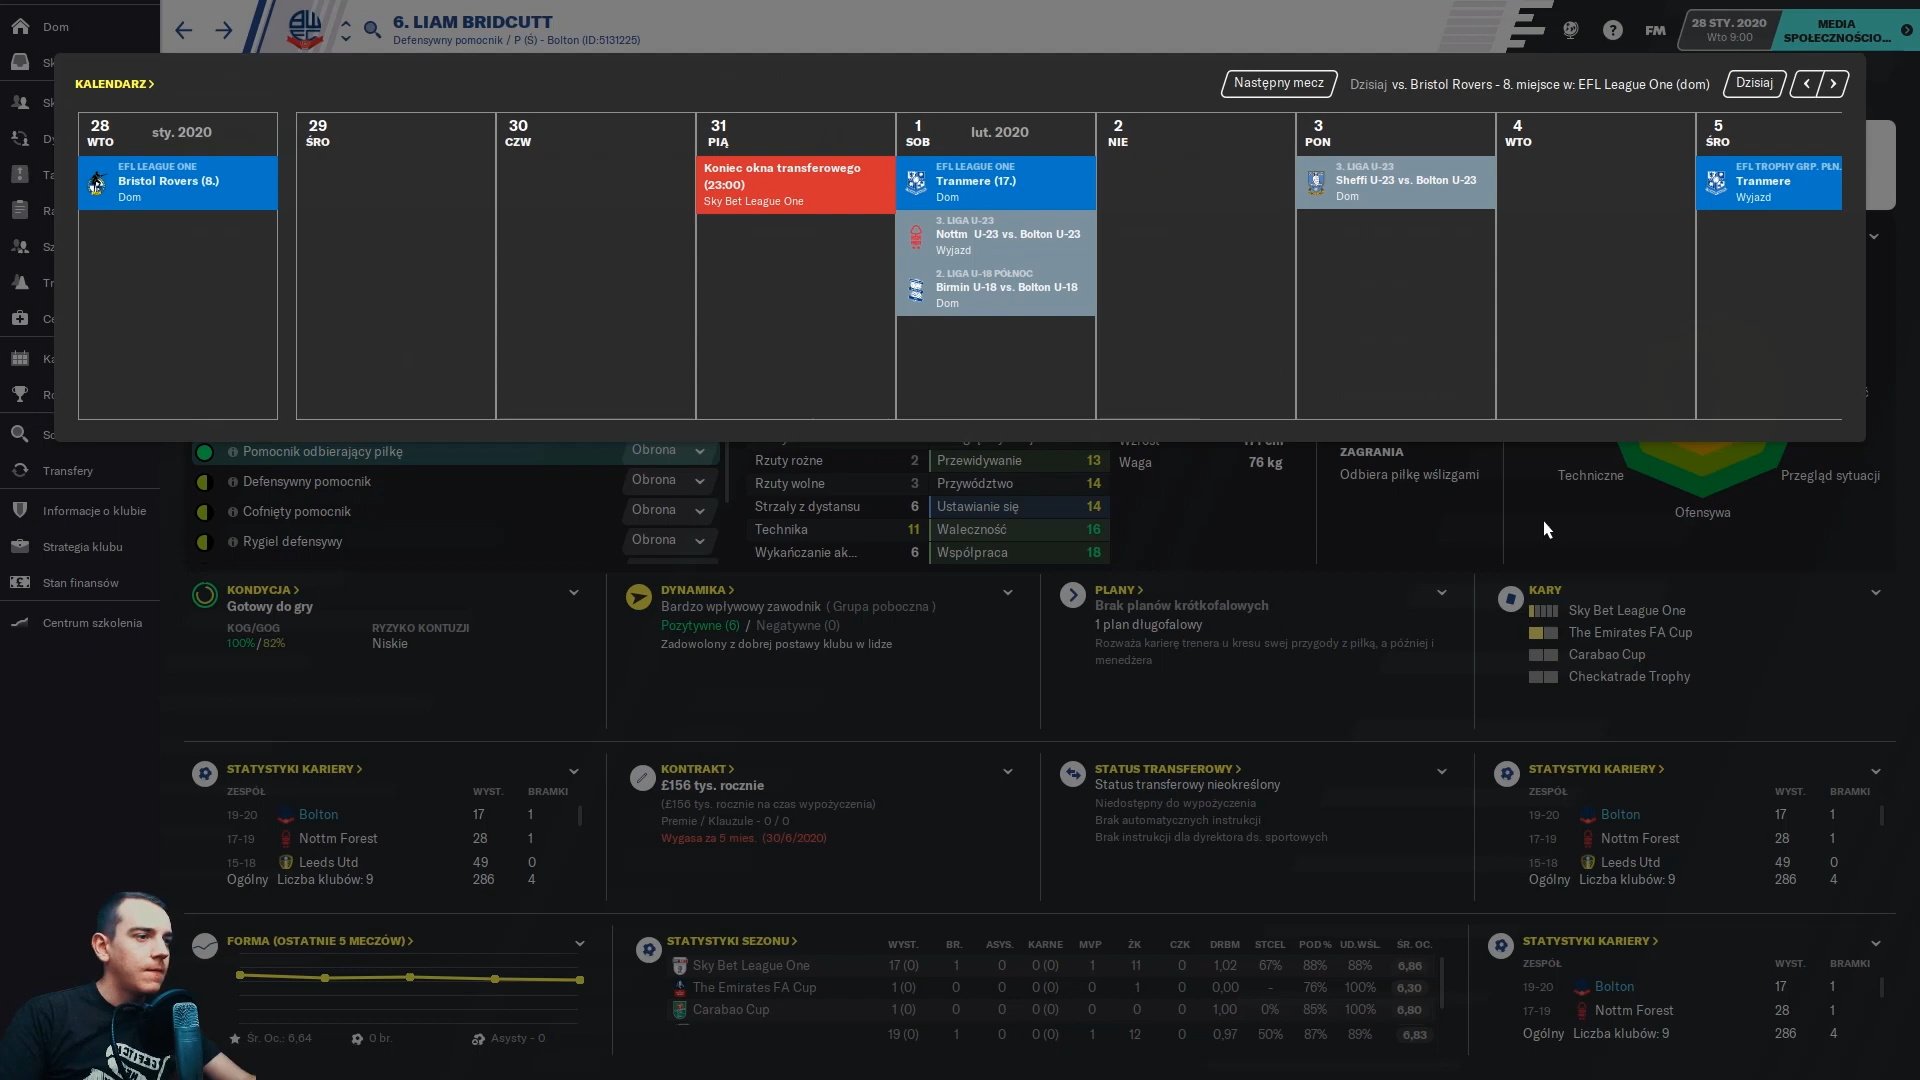 Dom
6. LIAM BRIDCUTT
Defensywny pomocnik / P (Ś) - Bolton (ID:5131225)
FM
28 STY. 2020
Wto 9:00
MEDIA
SPOŁECZNOŚCIO...
KALENDARZ
Następny mecz
Dzisiaj vs. Bristol Rovers - 8. miejsce w: EFL League One (dom)
Dzisiaj
28
WTO
sty. 2020
29
ŚRO
30
CZW
31
PIĄ
1
SOB
lut. 2020
2
NIE
3
PON
4
WTO
5
ŚRO
EFL LEAGUE ONE
Bristol Rovers (8.)
Dom
Koniec okna transferowego
(23:00)
Sky Bet League One
EFL LEAGUE ONE
Tranmere (17.)
Dom
3. LIGA U-23
Nottm U-23 vs. Bolton U-23
Wyjazd
2. LIGA U-18 PÓŁNOC
Birmin U-18 vs. Bolton U-18
Dom
3. LIGA U-23
Sheffi U-23 vs. Bolton U-23
Dom
EFL TROPHY GRP. PŁN.
Tranmere
Wyjazd
Transfery
Informacje o klubie
Strategia klubu
Stan finansów
Centrum szkolenia
Pomocnik odbierający piłkę Obrona
Defensywny pomocnik Obrona
Cofnięty pomocnik Obrona
Rygiel defensywy Obrona
Rzuty rożne 2
Rzuty wolne 3
Strzały z dystansu 6
Technika 11
Wykańczanie ak... 6
Przewidywanie 13
Przywództwo 14
Ustawianie się 14
Waleczność 16
Współpraca 18
Waga 76 kg
ZAGRANIA
Odbiera piłkę wślizgami
Techniczne
Przegląd sytuacji
Ofensywa
KONDYCJA
Gotowy do gry
KOG/GOG
100%/82%
RYZYKO KONTUZJI
Niskie
DYNAMIKA
Bardzo wpływowy zawodnik ( Grupa poboczna )
Pozytywne (6) / Negatywne (0)
Zadowolony z dobrej postawy klubu w lidze
PLANY
Brak planów krótkofalowych
1 plan długofalowy
Rozważa karierę trenera u kresu swej przygody z piłką, a później i
menedżera
KARY
Sky Bet League One
The Emirates FA Cup
Carabao Cup
Checkatrade Trophy
STATYSTYKI KARIERY
ZESPÓŁ WYST. BRAMKI
19-20 Bolton 17 1
17-19 Nottm Forest 28 1
15-18 Leeds Utd 49 0
Ogólny Liczba klubów: 9 286 4
KONTRAKT
£156 tys. rocznie
(£156 tys. rocznie na czas wypożyczenia)
Premie / Klauzule - 0 / 0
Wygasa za 5 mies. (30/6/2020)
STATUS TRANSFEROWY
Status transferowy nieokreślony
Niedostępny do wypożyczenia
Brak automatycznych instrukcji
Brak instrukcji dla dyrektora ds. sportowych
STATYSTYKI KARIERY
ZESPÓŁ WYST. BRAMKI
19-20 Bolton 17 1
17-19 Nottm Forest 28 1
15-18 Leeds Utd 49 0
Ogólny Liczba klubów: 9 286 4
FORMA (OSTATNIE 5 MECZÓW)
Śr. Oc.: 6,64 0 br. Asysty - 0
STATYSTYKI SEZONU WYST. BR. ASYS. KARNE MVP ŻK CZK DRBM STCEL POD % UD.WŚL. ŚR. OC.
Sky Bet League One 17 (0) 1 0 0 (0) 1 11 0 1,02 67% 88% 88% 6,86
The Emirates FA Cup 1 (0) 0 0 0 (0) 0 1 0 0,00 - 76% 100% 6,30
Carabao Cup 1 (0) 0 0 0 (0) 0 0 0 1,00 0% 85% 100% 6,80
19 (0) 1 0 0 (0) 1 12 0 0,97 50% 87% 89% 6,83
STATYSTYKI KARIERY
ZESPÓŁ WYST. BRAMKI
19-20 Bolton 17 1
17-19 Nottm Forest 28 1
Ogólny Liczba klubów: 9 286 4